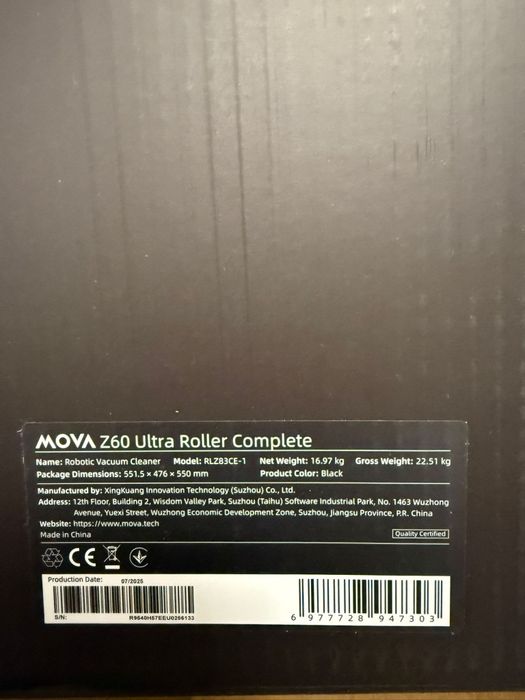 MOVA Z60 Ultra Roller Complete
Name: Robotic Vacuum Cleaner Model: RLZ83CE-1 Net Weight: 16.97 kg Gross Weight: 22.51 kg
Package Dimensions: 551.5 × 476 × 550 mm Product Color: Black
Manufactured by: XingKuang Innovation Technology (Suzhou) Co., Ltd.
Address: 12th Floor, Building 2, Wisdom Valley Park, Suzhou (Taihu) Software Industrial Park, No. 1463 Wuzhong
Avenue, Yuexi Street, Wuzhong Economic Development Zone, Suzhou, Jiangsu Province, P.R. China
Website: https://www.mova.tech
Made in China Quality Certified
CE
Production Date: 07/2025
S/N: R9540H57EEU0266133
6 977728 947303